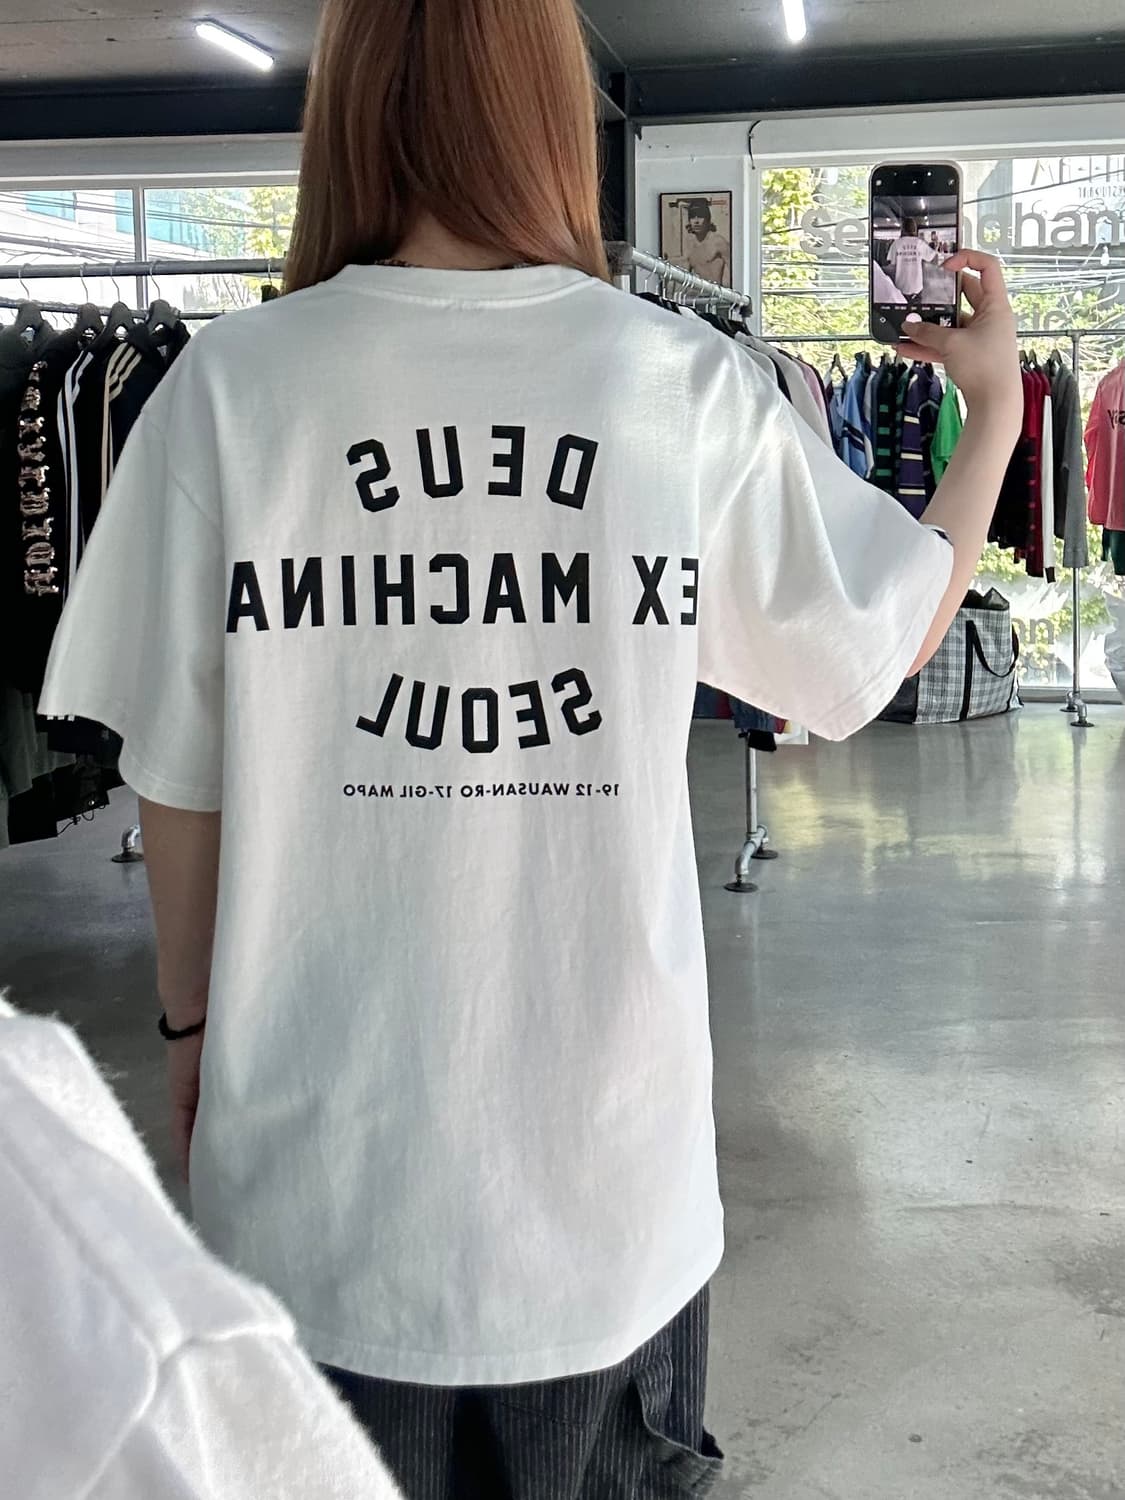 DEUS
EX MACHINA
SEOUL
19-12 WAUSAN-RO 17-GIL MAPO